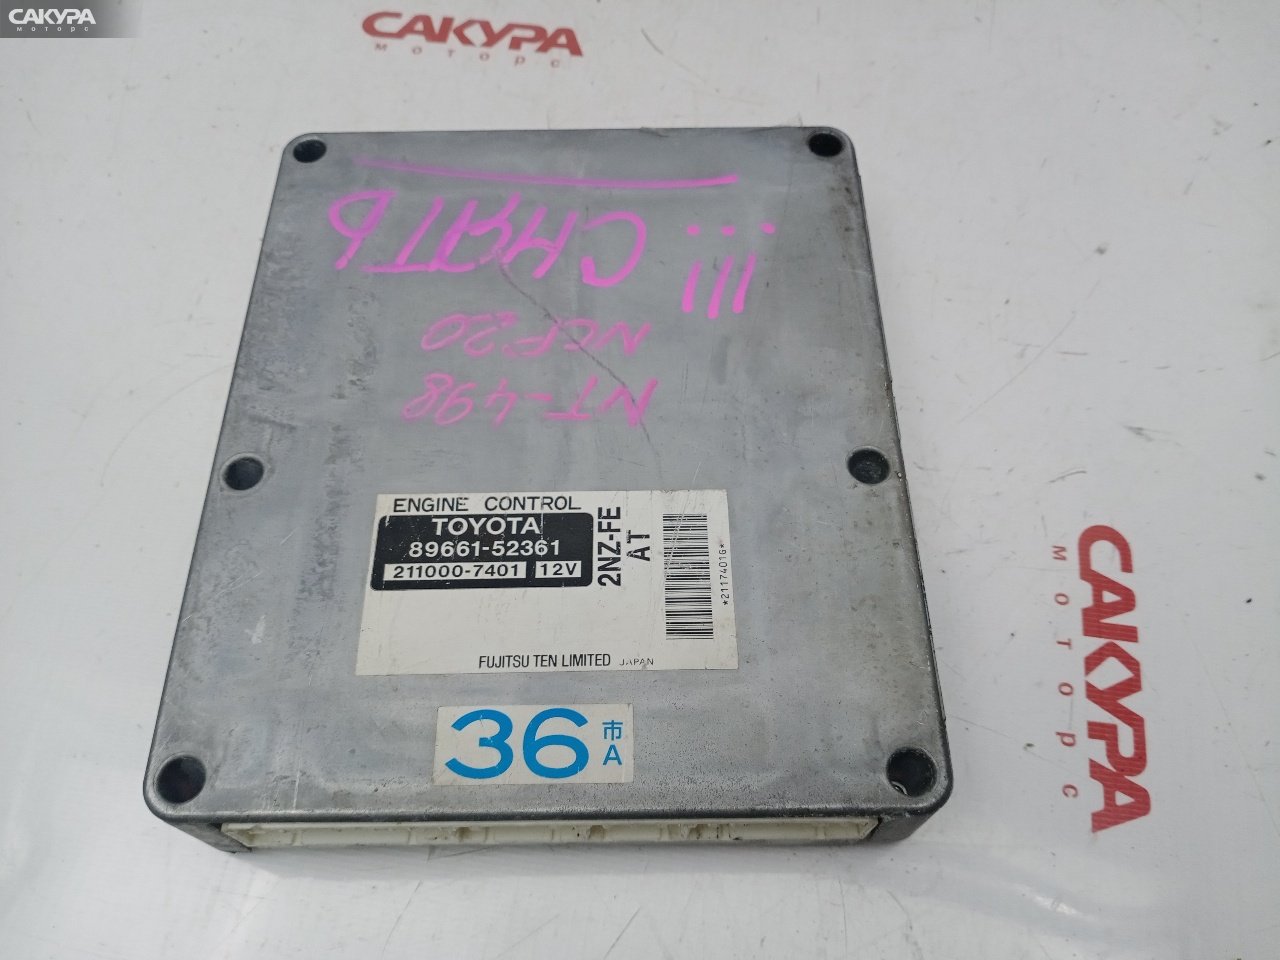 САКУРА
моторс
САКУРА
моторс
!!! СНЯТЬ
NCP20
NT-498
ENGINE CONTROL
TOYOTA
89661-52361
211000-7401 12V
2NZ-FE
AT
*2117401G*
FUJITSU TEN LIMITED JAPAN
36 市
A
САКУРА
моторс